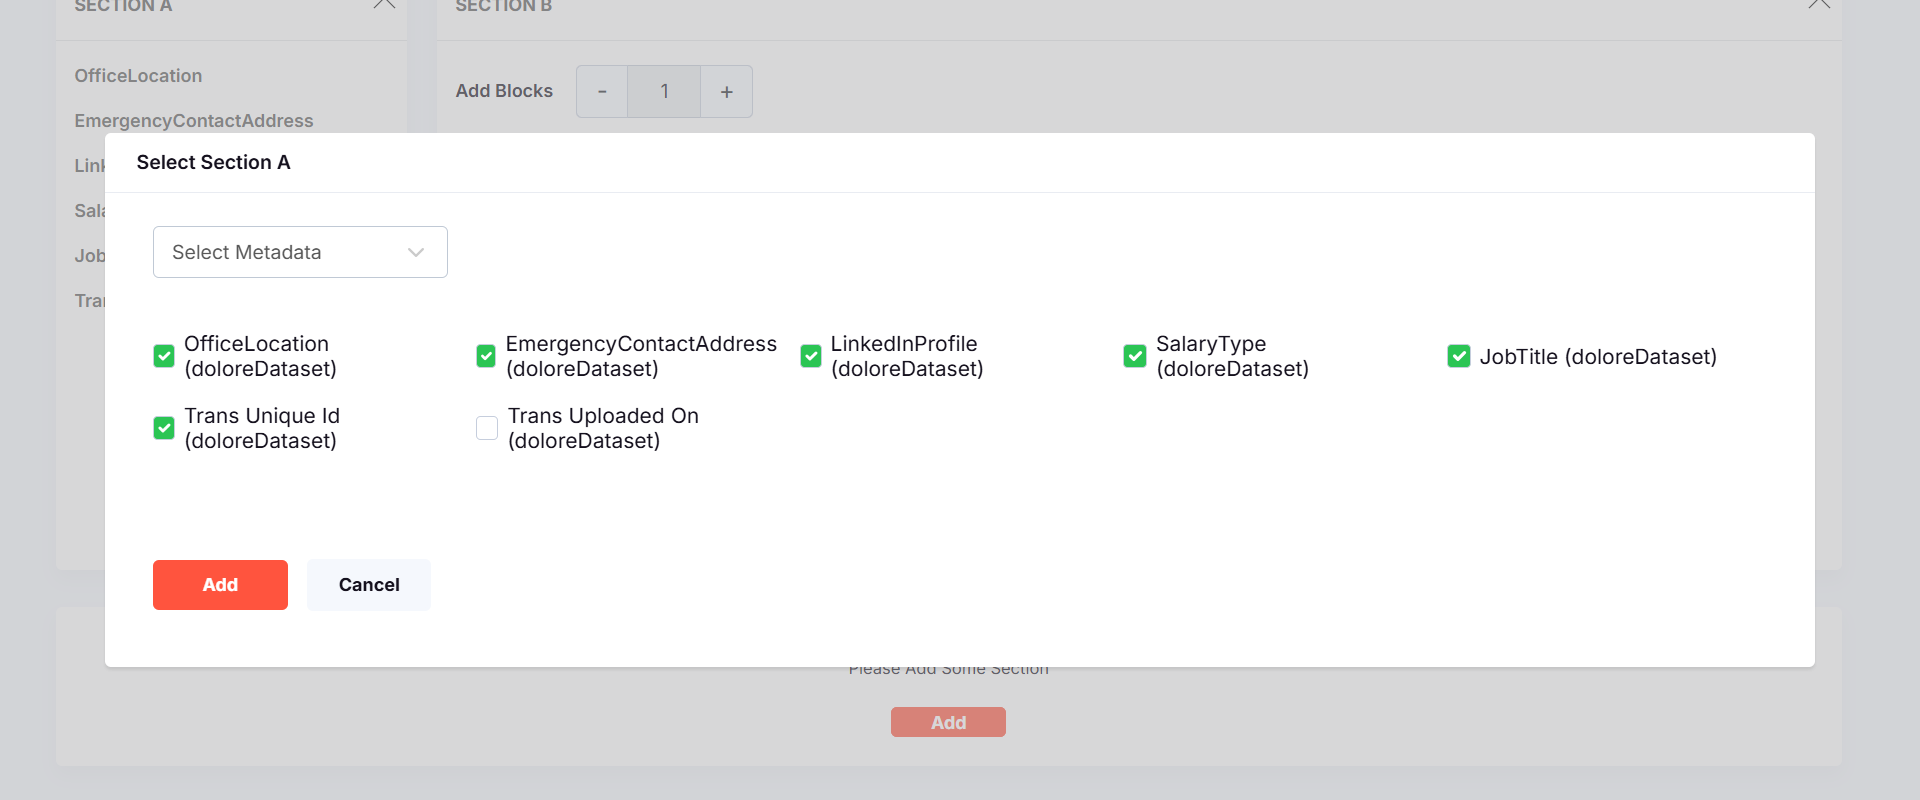 SECTION A
SECTION B
OfficeLocation
Add Blocks
-
1
+
EmergencyContactAddress
Select Section A
Link
Sala
Job
Tran
Select Metadata
OfficeLocation
(doloreDataset)
EmergencyContactAddress
(doloreDataset)
LinkedInProfile
(doloreDataset)
SalaryType
(doloreDataset)
JobTitle (doloreDataset)
Trans Unique Id
(doloreDataset)
Trans Uploaded On
(doloreDataset)
Add
Cancel
Please Add Some Section
Add